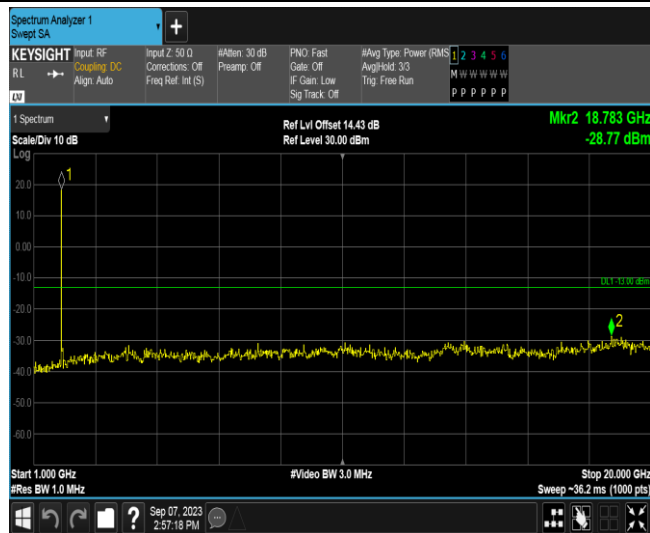 Spectrum Analyzer 1
Swept SA
+
KEYSIGHT
RL
LXI
Input: RF
Coupling: DC
Align: Auto
Input Z: 50 Ω
Corrections: Off
Freq Ref: Int (S)
#Atten: 30 dB
Preamp: Off
PNO: Fast
Gate: Off
IF Gain: Low
Sig Track: Off
#Avg Type: Power (RMS
Avg|Hold: 3/3
Trig: Free Run
1 2 3 4 5 6
M W W W W W
P P P P P P
1 Spectrum
Scale/Div 10 dB
Log
Ref Lvl Offset 14.43 dB
Ref Level 30.00 dBm
Mkr2 18.783 GHz
-28.77 dBm
1
20.0
10.0
0.00
-10.0
DL1 -13.00 dBm
-20.0
2
-30.0
-40.0
-50.0
-60.0
Start 1.000 GHz
#Video BW 3.0 MHz
Stop 20.000 GHz
#Res BW 1.0 MHz
Sweep ~36.2 ms (1000 pts)
?
Sep 07, 2023
2:57:18 PM